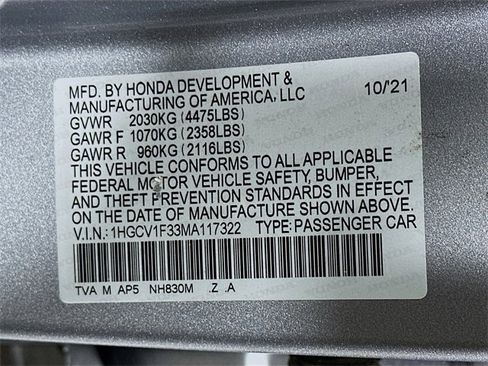 MFD. BY HONDA DEVELOPMENT &
MANUFACTURING OF AMERICA, LLC 10/21
GVWR 2030KG (4475LBS)
GAWR F 1070KG (2358LBS)
GAWR R 960KG (2116LBS)
THIS VEHICLE CONFORMS TO ALL APPLICABLE
FEDERAL MOTOR VEHICLE SAFETY, BUMPER,
AND THEFT PREVENTION STANDARDS IN EFFECT
ON THE DATE OF MANUFACTURE SHOWN ABOVE.
V.I.N.: 1HGCV1F33MA117322 TYPE: PASSENGER CAR
TVA M AP5 NH830M .Z .A